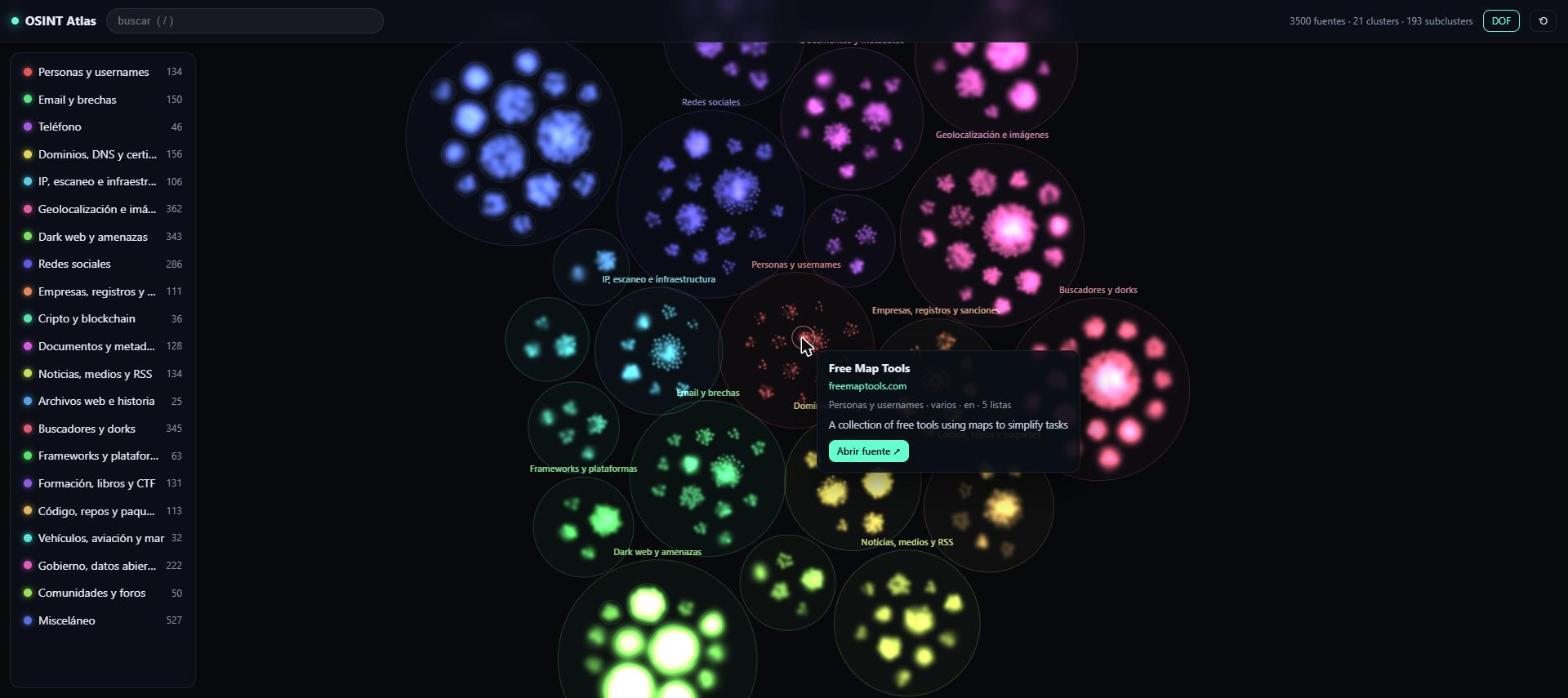 OSINT Atlas
buscar ( / )
3500 fuentes · 21 clusters · 193 subclusters
DOF
Personas y usernames 134
Email y brechas 150
Teléfono 46
Dominios, DNS y certi... 156
IP, escaneo e infraestr... 106
Geolocalización e imá... 362
Dark web y amenazas 343
Redes sociales 286
Empresas, registros y ... 111
Cripto y blockchain 36
Documentos y metad... 128
Noticias, medios y RSS 134
Archivos web e historia 25
Buscadores y dorks 345
Frameworks y platafor... 63
Formación, libros y CTF 131
Código, repos y paqu... 113
Vehículos, aviación y mar 32
Gobierno, datos abier... 222
Comunidades y foros 50
Misceláneo 527
Redes sociales
Geolocalización e imágenes
Personas y usernames
IP, escaneo e infraestructura
Buscadores y dorks
Empresas, registros y sanciones
Free Map Tools
freemaptools.com
Personas y usernames · varios · en · 5 listas
A collection of free tools using maps to simplify tasks
Abrir fuente ↗
Email y brechas
Frameworks y plataformas
Noticias, medios y RSS
Dark web y amenazas